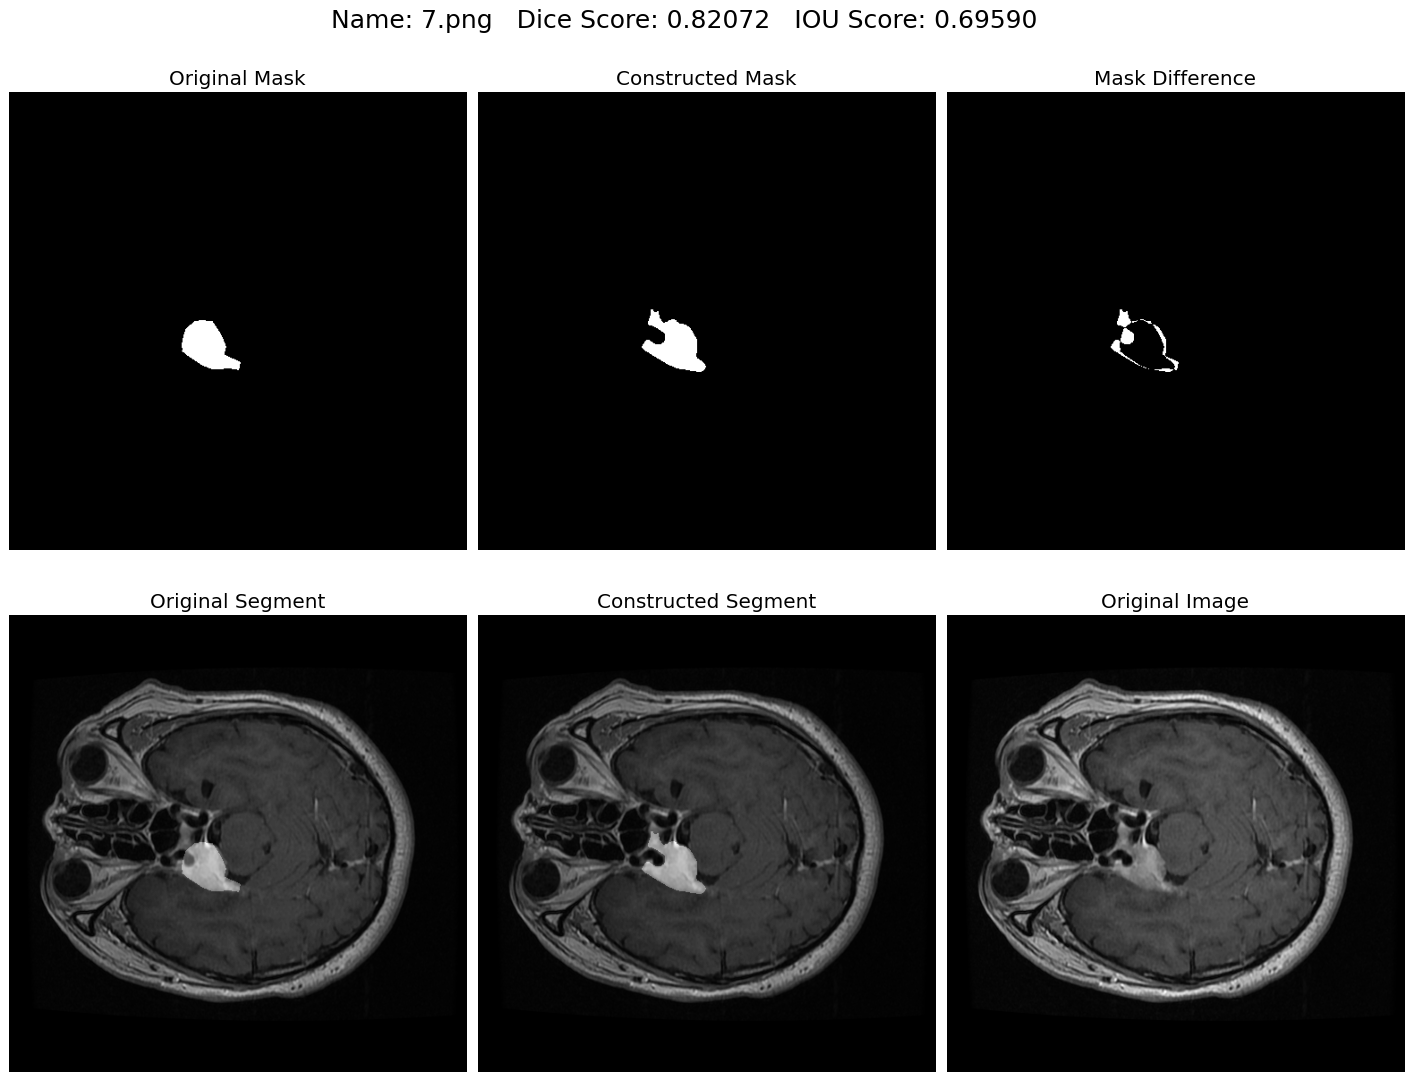 Name: 7.png   Dice Score: 0.82072   IOU Score: 0.69590
Original Mask
Constructed Mask
Mask Difference
Original Segment
Constructed Segment
Original Image